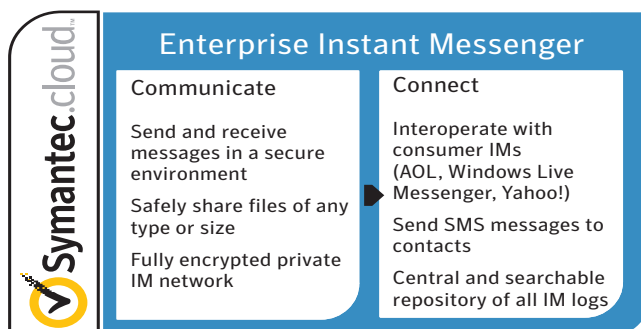 Symantec.cloud™
Enterprise Instant Messenger
Communicate
Send and receive
messages in a secure
environment
Safely share files of any
type or size
Fully encrypted private
IM network
Connect
Interoperate with
consumer IMs
(AOL, Windows Live
Messenger, Yahoo!)
Send SMS messages to
contacts
Central and searchable
repository of all IM logs